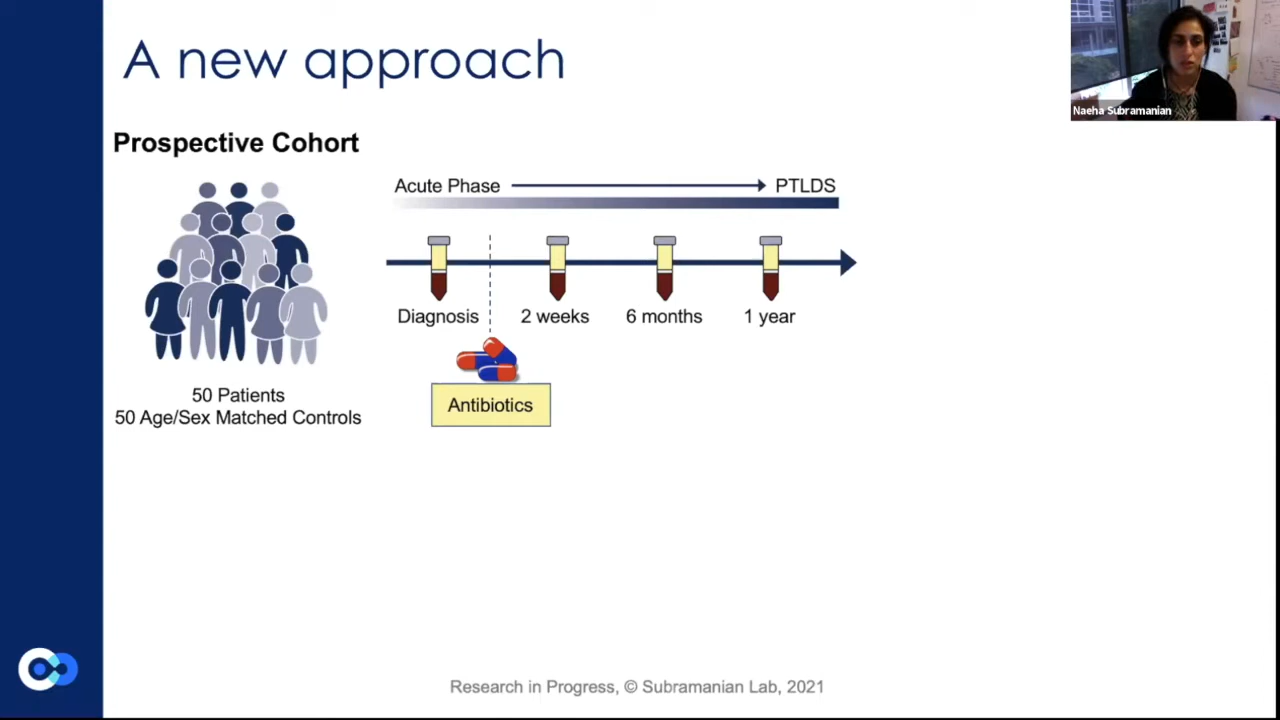 A new approach
Naeha Subramanian
Prospective Cohort
Acute Phase
PTLDS
Diagnosis
2 weeks
6 months
1 year
50 Patients
50 Age/Sex Matched Controls
Antibiotics
Research in Progress, © Subramanian Lab, 2021